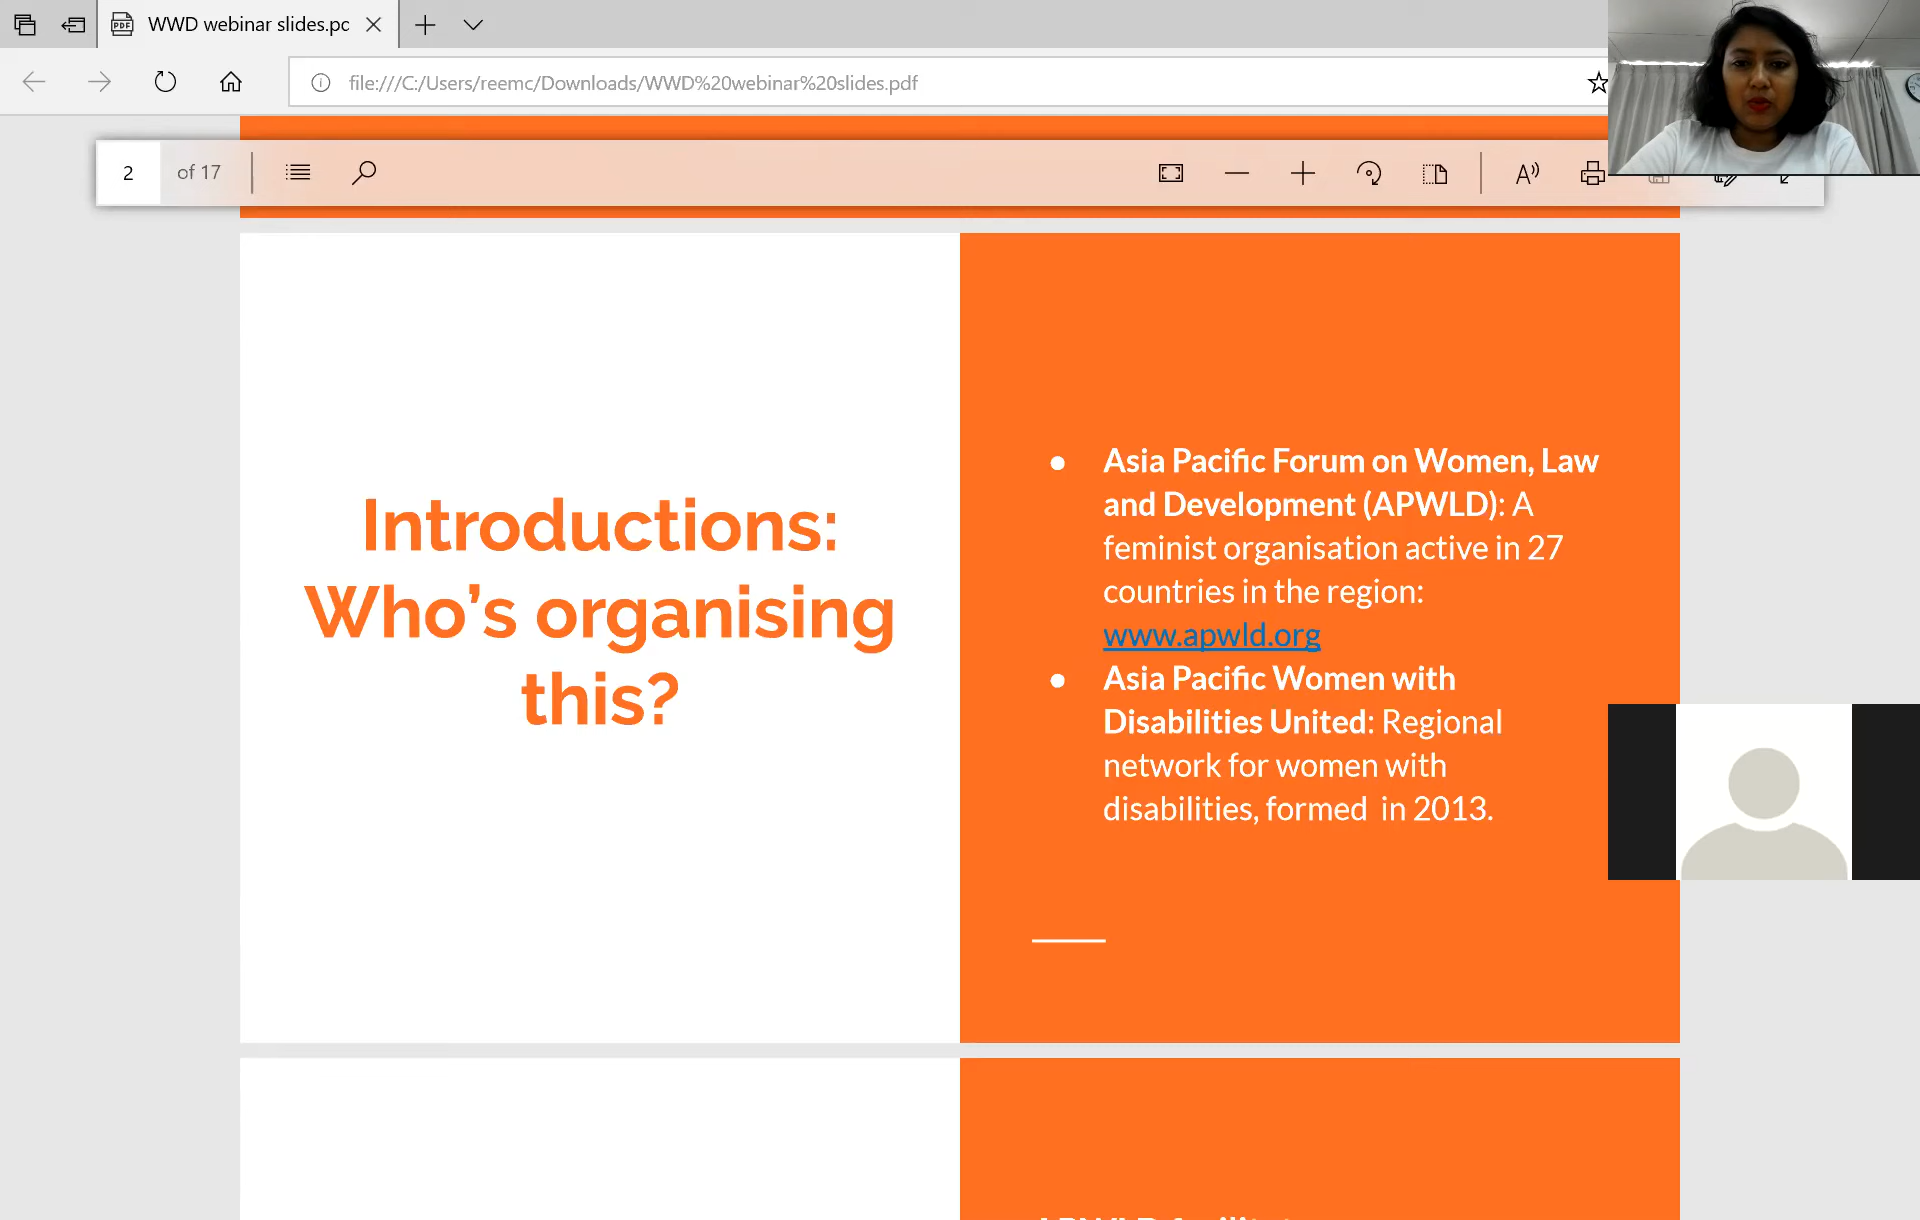 WWD webinar slides.pc
file:///C:/Users/reemc/Downloads/WWD%20webinar%20slides.pdf
2 of 17
Introductions:
Who’s organising
this?
● Asia Pacific Forum on Women, Law
and Development (APWLD): A
feminist organisation active in 27
countries in the region:
www.apwld.org
● Asia Pacific Women with
Disabilities United: Regional
network for women with
disabilities, formed in 2013.